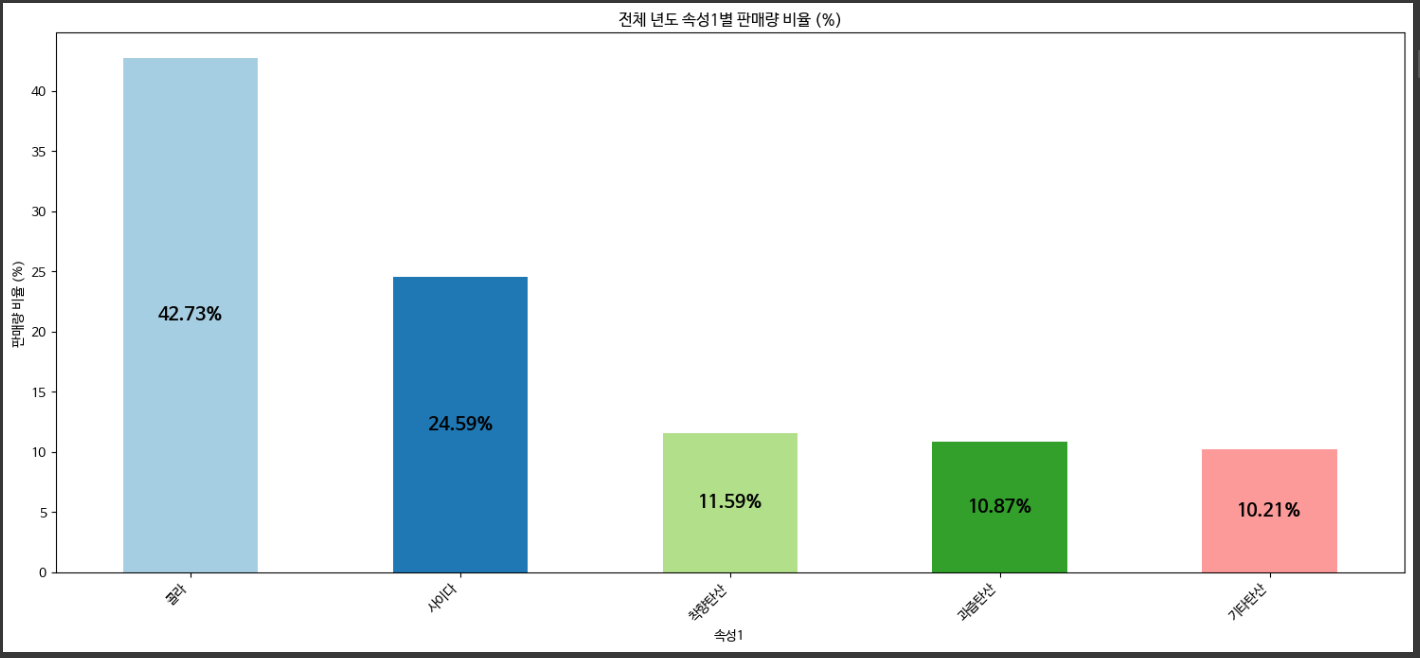 전체 년도 속성1별 판매량 비율 (%)
판매량 비율 (%)
40
35
30
25
20
15
10
5
0
42.73%
24.59%
11.59%
10.87%
10.21%
콜라
사이다
착향탄산
과즙탄산
기타탄산
속성1